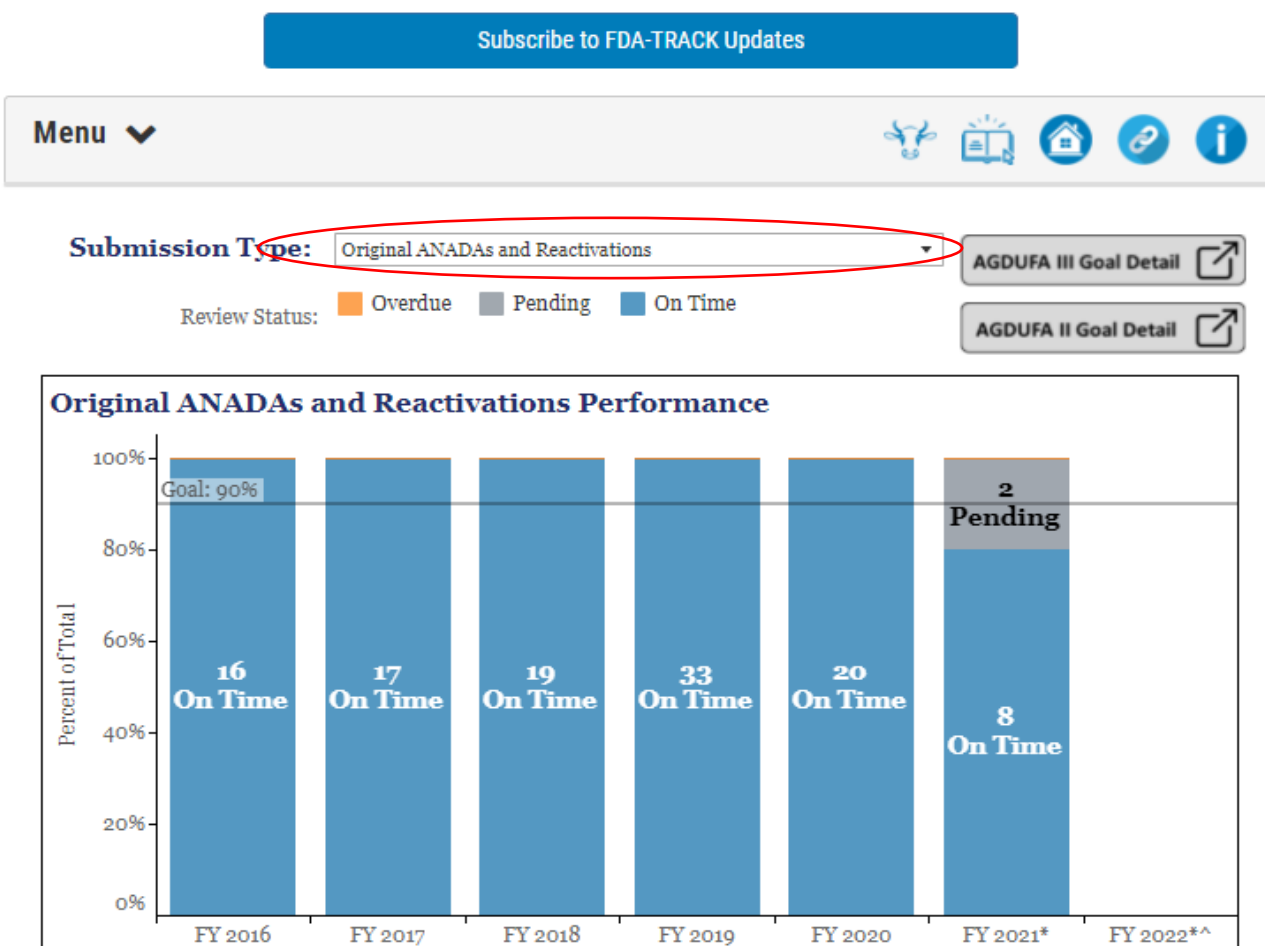 Subscribe to FDA-TRACK Updates
Menu
Submission Type: Original ANADAs and Reactivations
AGDUFA III Goal Detail
Review Status: Overdue Pending On Time
AGDUFA II Goal Detail
Original ANADAs and Reactivations Performance
100%
Goal: 90%
80%
60%
40%
20%
0%
Percent of Total
16
On Time
17
On Time
19
On Time
33
On Time
20
On Time
2
Pending
8
On Time
FY 2016 FY 2017 FY 2018 FY 2019 FY 2020 FY 2021* FY 2022*^